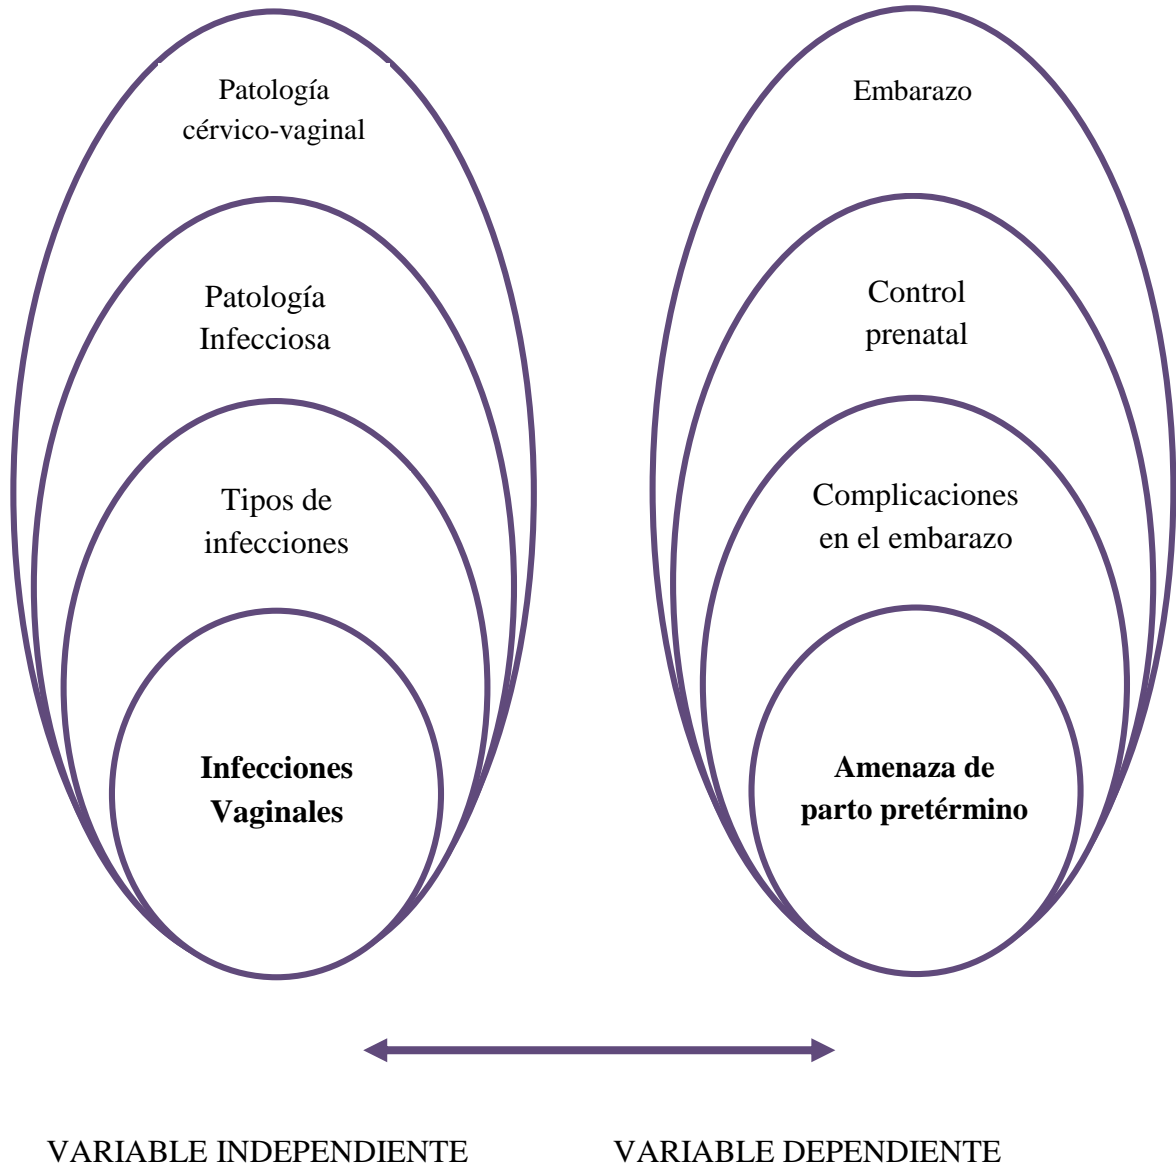 Patología
cérvico-vaginal
Patología
Infecciosa
Tipos de
infecciones
Infecciones
Vaginales
Embarazo
Control
prenatal
Complicaciones
en el embarazo
Amenaza de
parto pretérmino
VARIABLE INDEPENDIENTE
VARIABLE DEPENDIENTE